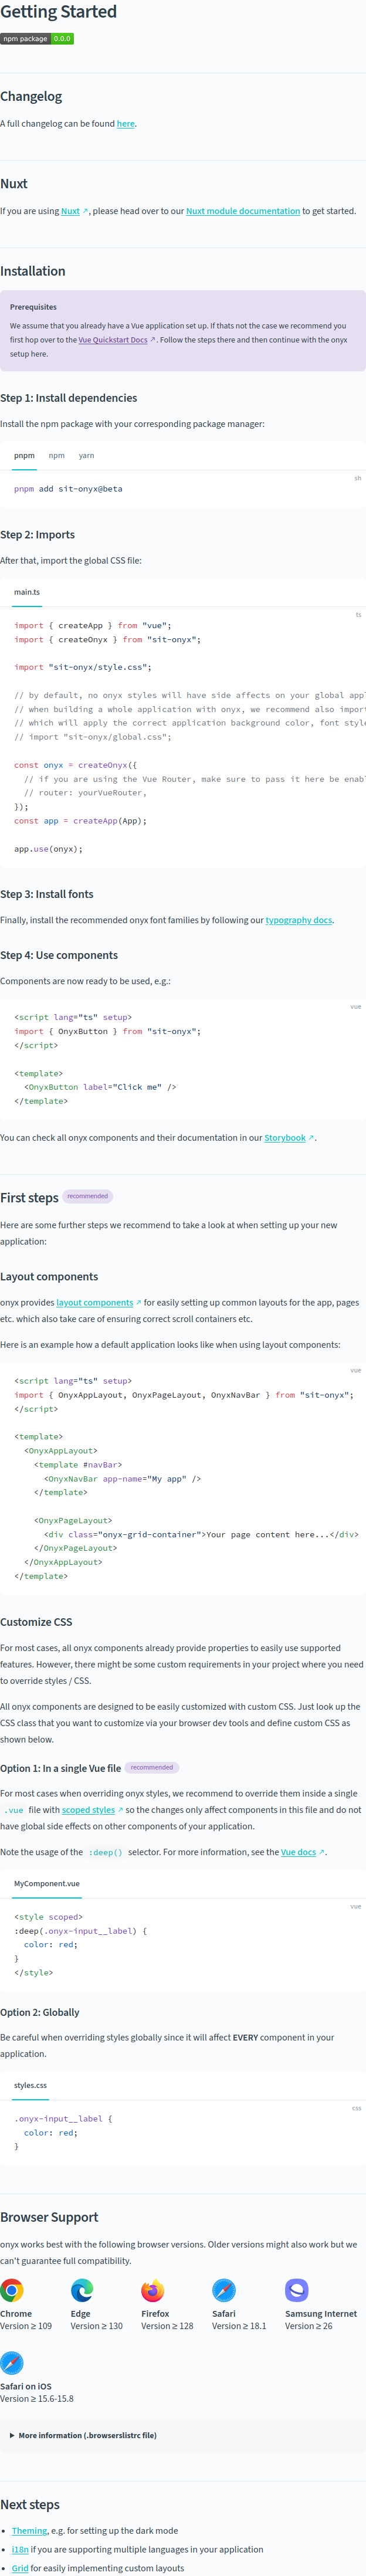 Getting Started
npm package 0.0.0
Changelog
A full changelog can be found here.
Nuxt
If you are using Nuxt ↗, please head over to our Nuxt module documentation to get started.
Installation
Prerequisites
We assume that you already have a Vue application set up. If thats not the case we recommend you
first hop over to the Vue Quickstart Docs ↗. Follow the steps there and then continue with the onyx
setup here.
Step 1: Install dependencies
Install the npm package with your corresponding package manager:
pnpm npm yarn
sh
pnpm add sit-onyx@beta
Step 2: Imports
After that, import the global CSS file:
main.ts
ts
import { createApp } from "vue";
import { createOnyx } from "sit-onyx";
import "sit-onyx/style.css";
// by default, no onyx styles will have side affects on your global appl
// when building a whole application with onyx, we recommend also import
// which will apply the correct application background color, font style
// import "sit-onyx/global.css";
const onyx = createOnyx({
// if you are using the Vue Router, make sure to pass it here be enabl
// router: yourVueRouter,
});
const app = createApp(App);
app.use(onyx);
Step 3: Install fonts
Finally, install the recommended onyx font families by following our typography docs.
Step 4: Use components
Components are now ready to be used, e.g.:
vue
<script lang="ts" setup>
import { OnyxButton } from "sit-onyx";
</script>
<template>
<OnyxButton label="Click me" />
</template>
You can check all onyx components and their documentation in our Storybook ↗.
First steps recommended
Here are some further steps we recommend to take a look at when setting up your new
application:
Layout components
onyx provides layout components ↗ for easily setting up common layouts for the app, pages
etc. which also take care of ensuring correct scroll containers etc.
Here is an example how a default application looks like when using layout components:
vue
<script lang="ts" setup>
import { OnyxAppLayout, OnyxPageLayout, OnyxNavBar } from "sit-onyx";
</script>
<template>
<OnyxAppLayout>
<template #navBar>
<OnyxNavBar app-name="My app" />
</template>
<OnyxPageLayout>
<div class="onyx-grid-container">Your page content here...</div>
</OnyxPageLayout>
</OnyxAppLayout>
</template>
Customize CSS
For most cases, all onyx components already provide properties to easily use supported
features. However, there might be some custom requirements in your project where you need
to override styles / CSS.
All onyx components are designed to be easily customized with custom CSS. Just look up the
CSS class that you want to customize via your browser dev tools and define custom CSS as
shown below.
Option 1: In a single Vue file recommended
For most cases when overriding onyx styles, we recommend to override them inside a single
.vue file with scoped styles ↗ so the changes only affect components in this file and do not
have global side effects on other components of your application.
Note the usage of the :deep() selector. For more information, see the Vue docs ↗.
MyComponent.vue
vue
<style scoped>
:deep(.onyx-input__label) {
color: red;
}
</style>
Option 2: Globally
Be careful when overriding styles globally since it will affect EVERY component in your
application.
styles.css
css
.onyx-input__label {
color: red;
}
Browser Support
onyx works best with the following browser versions. Older versions might also work but we
can't guarantee full compatibility.
Chrome Edge Firefox Safari Samsung Internet
Version ≥ 109 Version ≥ 130 Version ≥ 128 Version ≥ 18.1 Version ≥ 26
Safari on iOS
Version ≥ 15.6-15.8
▶ More information (.browserslistrc file)
Next steps
• Theming, e.g. for setting up the dark mode
• i18n if you are supporting multiple languages in your application
• Grid for easily implementing custom layouts